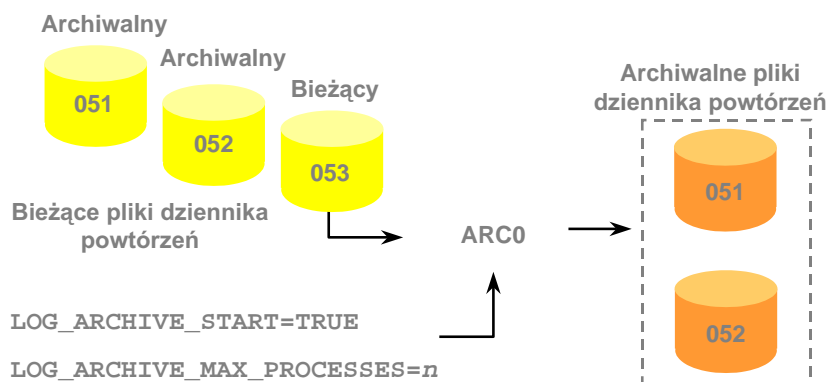 Archiwalny
051
Archiwalny
052
Bieżący
053
Bieżące pliki dziennika
powtórzeń
ARC0
LOG_ARCHIVE_START=TRUE
LOG_ARCHIVE_MAX_PROCESSES=n
Archiwalne pliki
dziennika powtórzeń
051
052